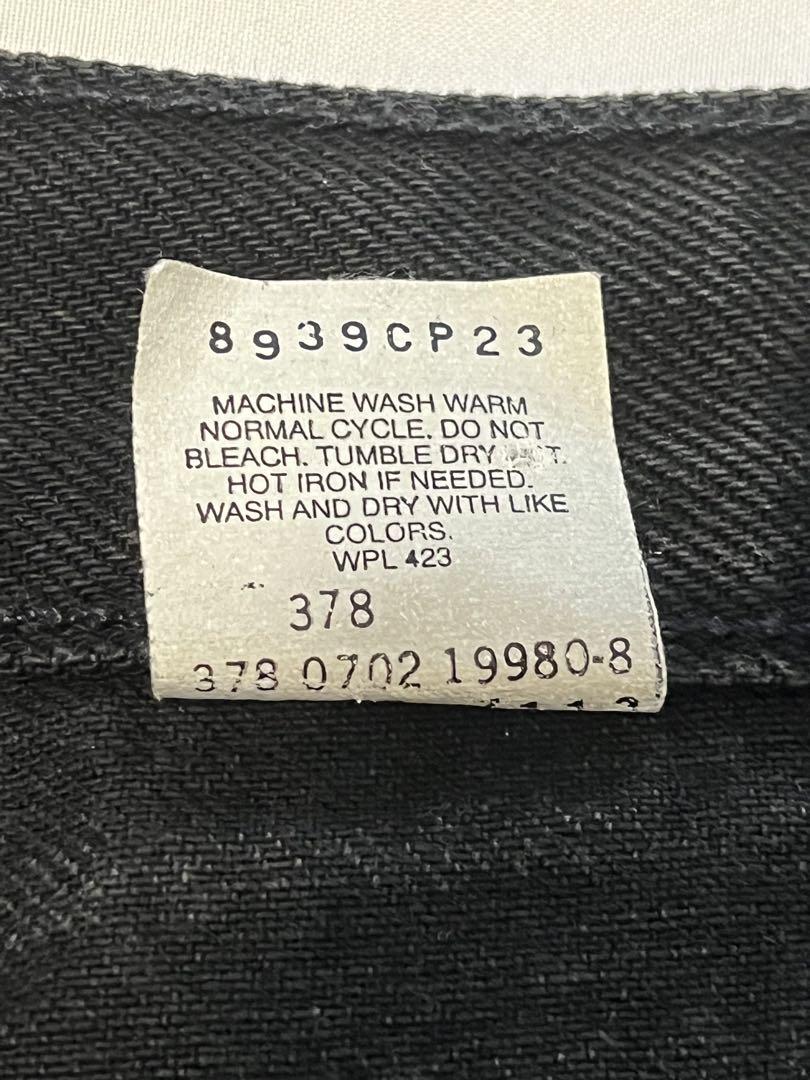 8939CP23
MACHINE WASH WARM
NORMAL CYCLE. DO NOT
BLEACH. TUMBLE DRY
HOT IRON IF NEEDED.
WASH AND DRY WITH LIKE
COLORS.
WPL 423
378
378 0702 19980-8